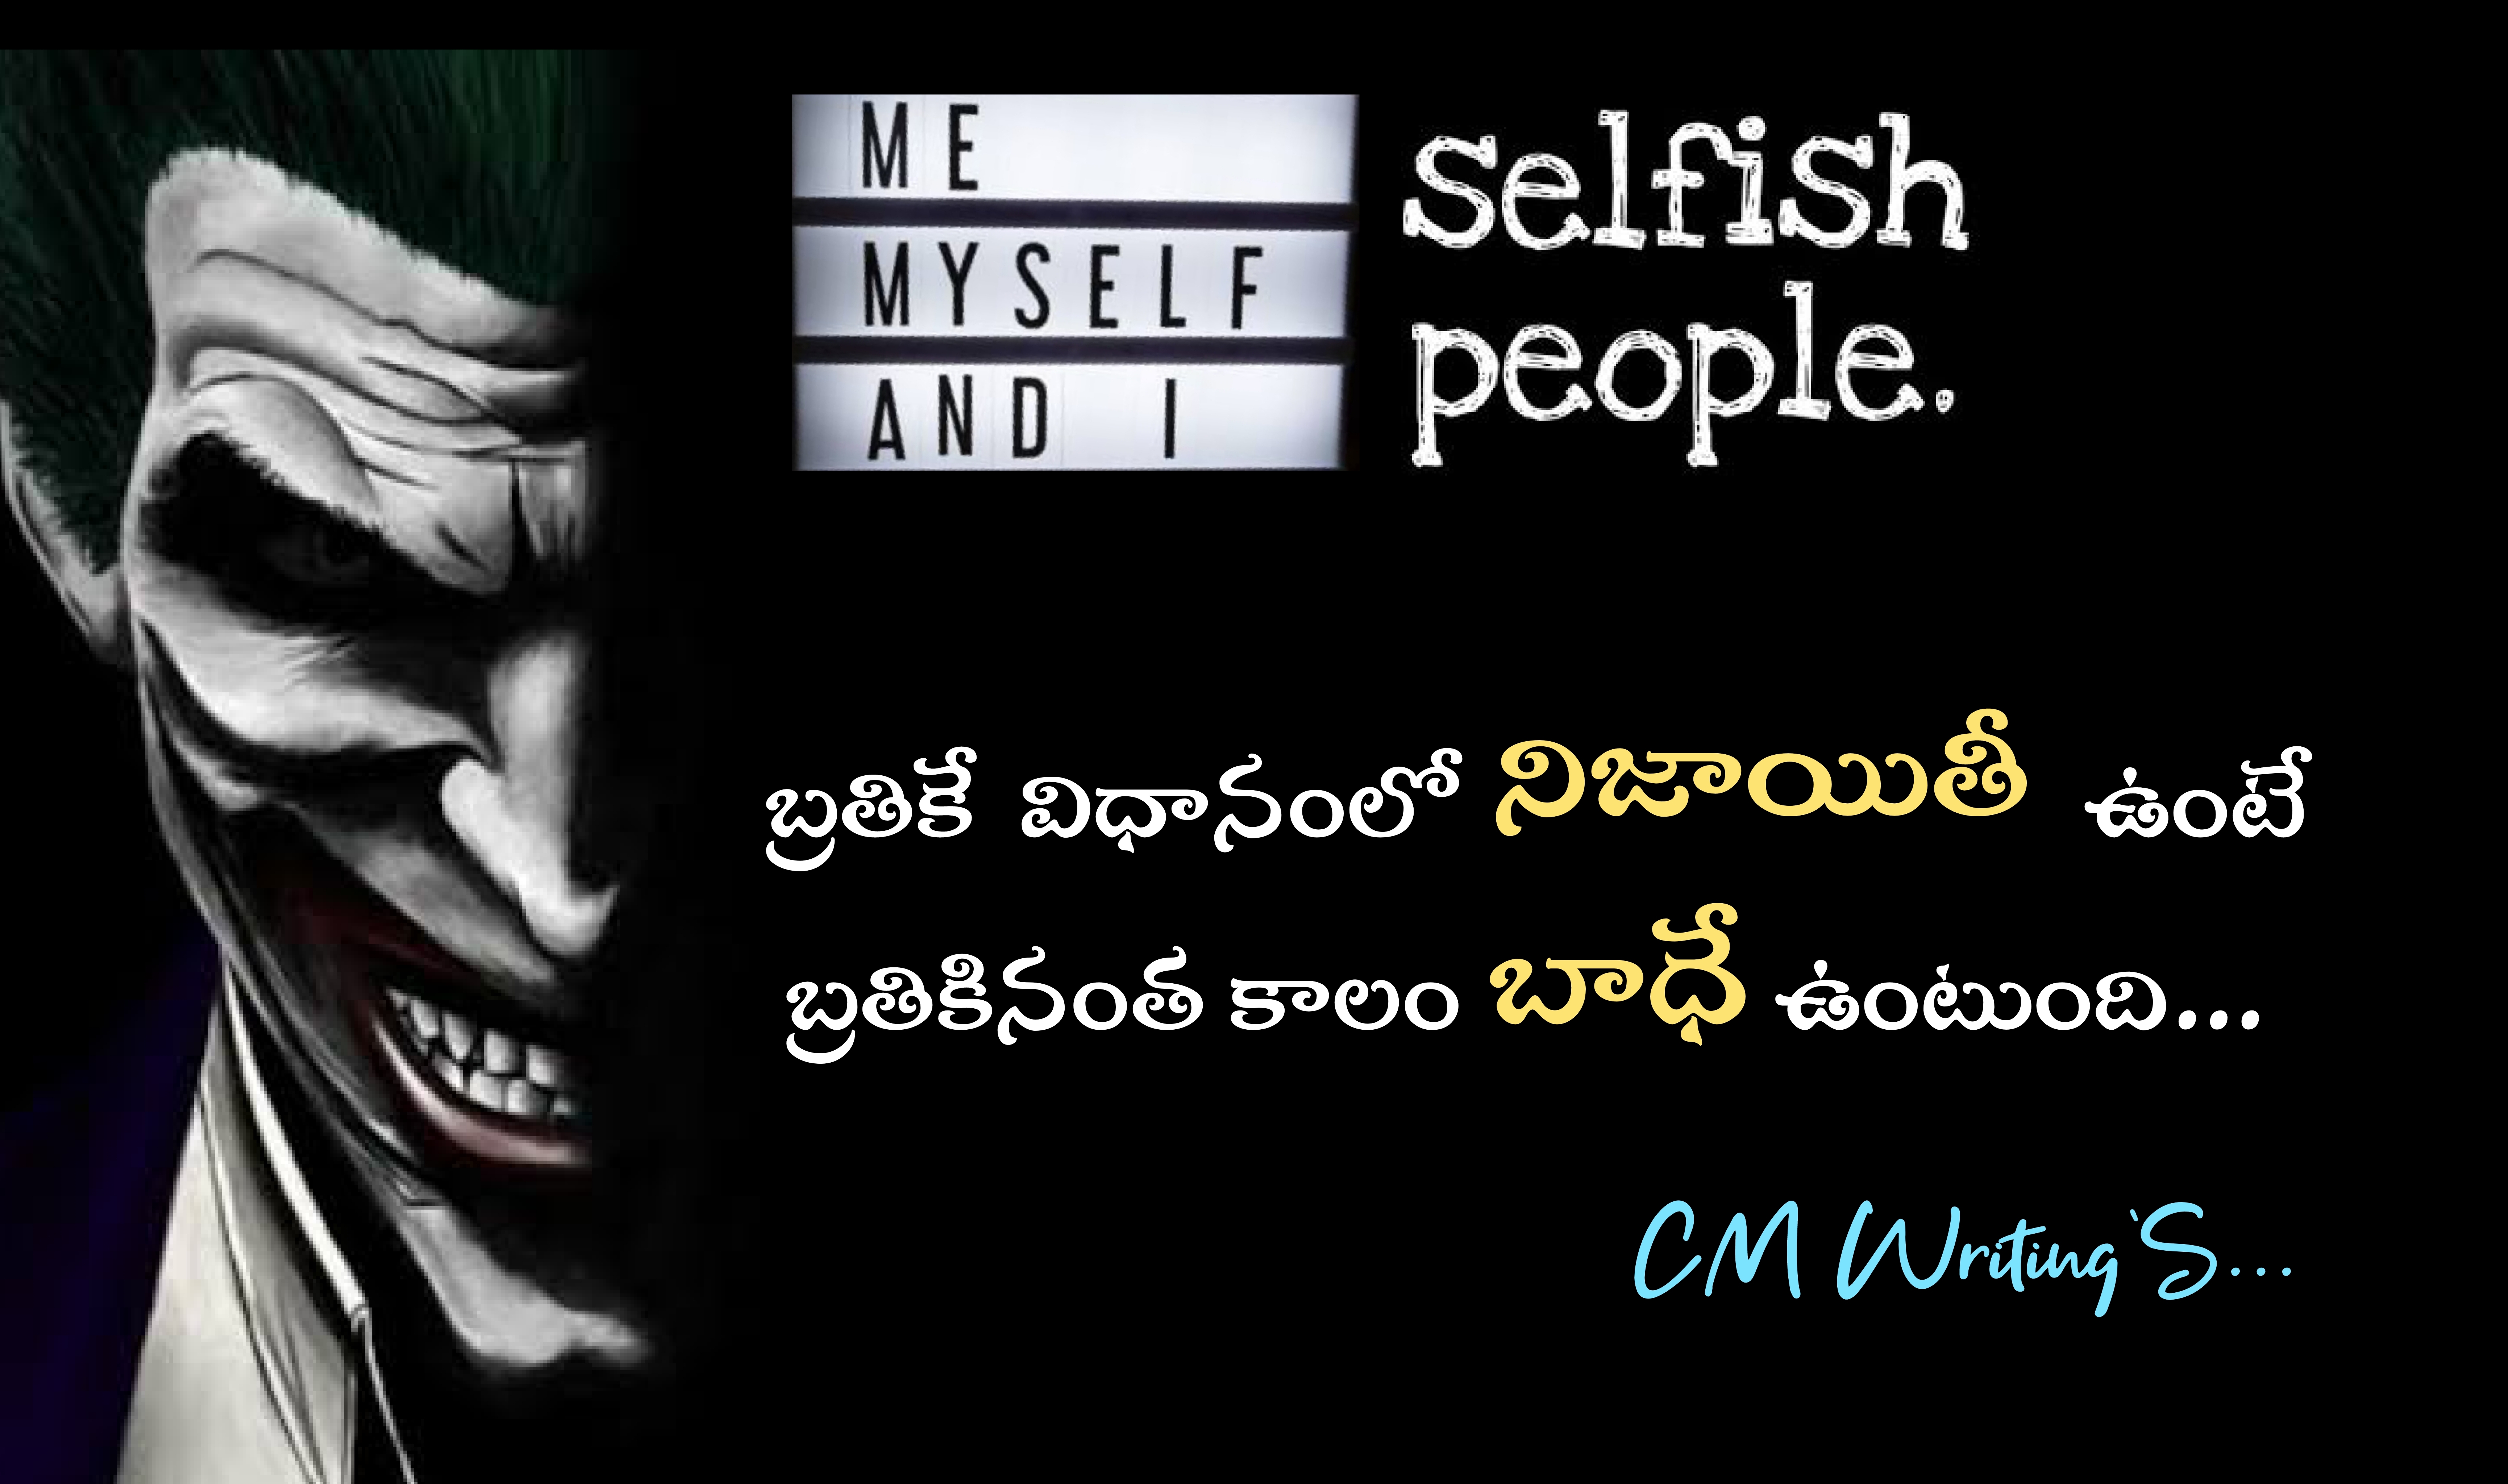 ME
MYSELF
AND I
selfish
people.
బ్రతికే విధానంలో నిజాయితీ ఉంటే
బ్రతికినంత కాలం బాధే ఉంటుంది...
CM Writing`S...